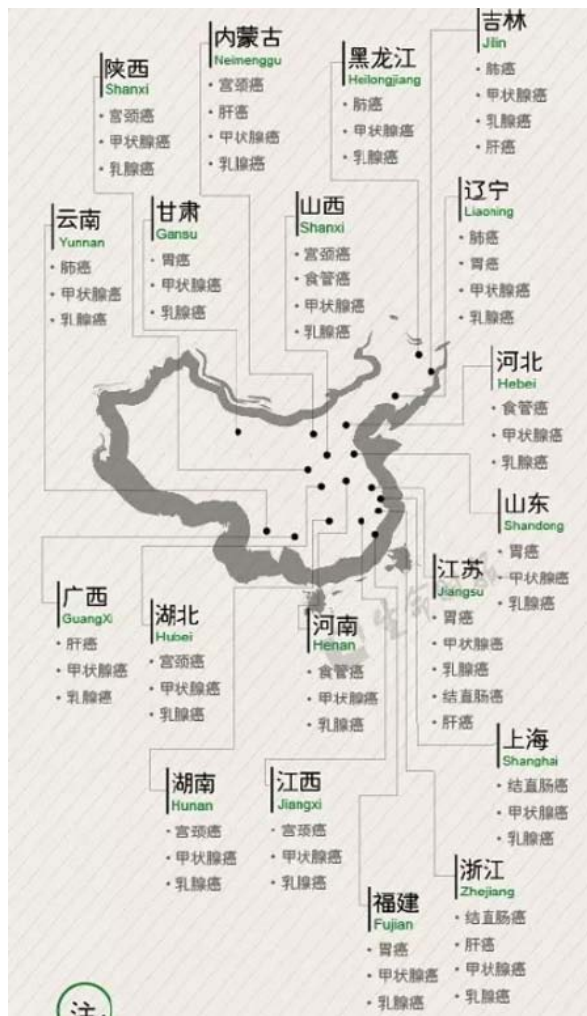 吉林
Jilin
• 肺癌
• 甲状腺癌
• 乳腺癌
• 肝癌
内蒙古
Neimenggu
• 宫颈癌
• 肝癌
• 甲状腺癌
• 乳腺癌
黑龙江
Heilongjiang
• 肺癌
• 甲状腺癌
• 乳腺癌
陕西
Shanxi
• 宫颈癌
• 甲状腺癌
• 乳腺癌
辽宁
Liaoning
• 肺癌
• 胃癌
• 甲状腺癌
• 乳腺癌
云南
Yunnan
• 肺癌
• 甲状腺癌
• 乳腺癌
甘肃
Gansu
• 胃癌
• 甲状腺癌
• 乳腺癌
山西
Shanxi
• 宫颈癌
• 食管癌
• 甲状腺癌
• 乳腺癌
河北
Hebei
• 食管癌
• 甲状腺癌
• 乳腺癌
山东
Shandong
• 胃癌
• 甲状腺癌
• 乳腺癌
江苏
Jiangsu
• 胃癌
• 甲状腺癌
• 乳腺癌
• 结直肠癌
• 肝癌
广西
GuangXi
• 肝癌
• 甲状腺癌
• 乳腺癌
湖北
Hubei
• 宫颈癌
• 甲状腺癌
• 乳腺癌
河南
Henan
• 食管癌
• 甲状腺癌
• 乳腺癌
上海
Shanghai
• 结直肠癌
• 甲状腺癌
• 乳腺癌
湖南
Hunan
• 宫颈癌
• 甲状腺癌
• 乳腺癌
江西
Jiangxi
• 宫颈癌
• 甲状腺癌
• 乳腺癌
浙江
Zhejiang
• 结直肠癌
• 肝癌
• 甲状腺癌
• 乳腺癌
福建
Fujian
• 胃癌
• 甲状腺癌
• 乳腺癌
注